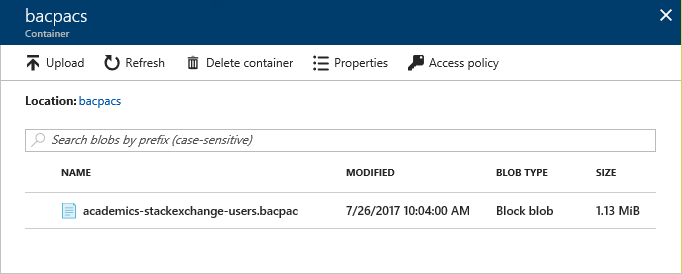 bacpacs
Container
Upload Refresh Delete container Properties Access policy
Location: bacpacs
Search blobs by prefix (case-sensitive)
NAME MODIFIED BLOB TYPE SIZE
academics-stackexchange-users.bacpac 7/26/2017 10:04:00 AM Block blob 1.13 MiB